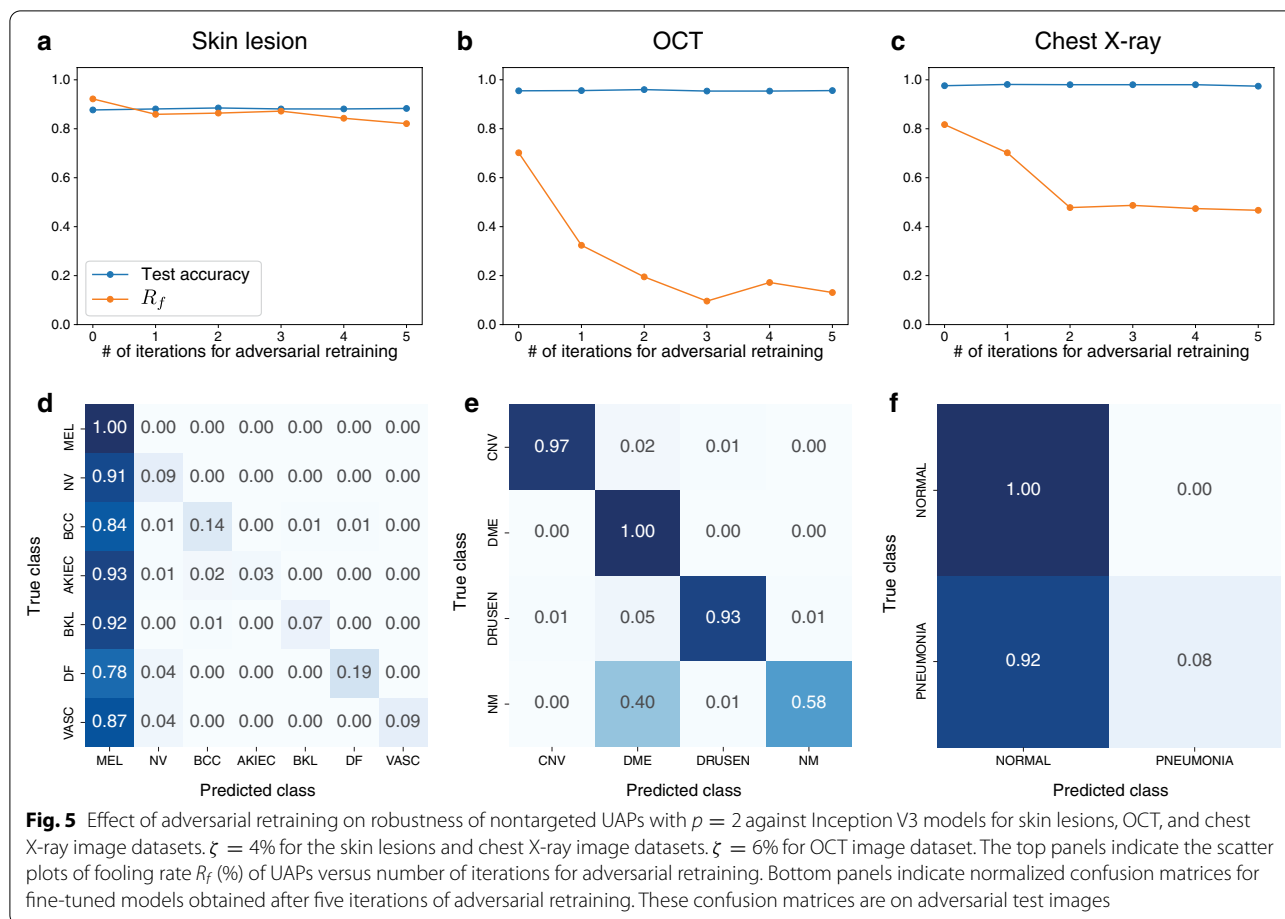 a Skin lesion
1.0
0.8
0.6
0.4
0.2
0.0
Test accuracy
R_f
0 1 2 3 4 5
# of iterations for adversarial retraining
b OCT
1.0
0.8
0.6
0.4
0.2
0.0
0 1 2 3 4 5
# of iterations for adversarial retraining
c Chest X-ray
1.0
0.8
0.6
0.4
0.2
0.0
0 1 2 3 4 5
# of iterations for adversarial retraining
d
True class
MEL 1.00 0.00 0.00 0.00 0.00 0.00 0.00
NV 0.91 0.09 0.00 0.00 0.00 0.00 0.00
BCC 0.84 0.01 0.14 0.00 0.01 0.01 0.00
AKIEC 0.93 0.01 0.02 0.03 0.00 0.00 0.00
BKL 0.92 0.00 0.01 0.00 0.07 0.00 0.00
DF 0.78 0.04 0.00 0.00 0.00 0.19 0.00
VASC 0.87 0.04 0.00 0.00 0.00 0.00 0.09
MEL NV BCC AKIEC BKL DF VASC
Predicted class
e
True class
CNV 0.97 0.02 0.01 0.00
DME 0.00 1.00 0.00 0.00
DRUSEN 0.01 0.05 0.93 0.01
NM 0.00 0.40 0.01 0.58
CNV DME DRUSEN NM
Predicted class
f
True class
NORMAL 1.00 0.00
PNEUMONIA 0.92 0.08
NORMAL PNEUMONIA
Predicted class
Fig. 5 Effect of adversarial retraining on robustness of nontargeted UAPs with p = 2 against Inception V3 models for skin lesions, OCT, and chest
X-ray image datasets. ζ = 4% for the skin lesions and chest X-ray image datasets. ζ = 6% for OCT image dataset. The top panels indicate the scatter
plots of fooling rate R_f (%) of UAPs versus number of iterations for adversarial retraining. Bottom panels indicate normalized confusion matrices for
fine-tuned models obtained after five iterations of adversarial retraining. These confusion matrices are on adversarial test images